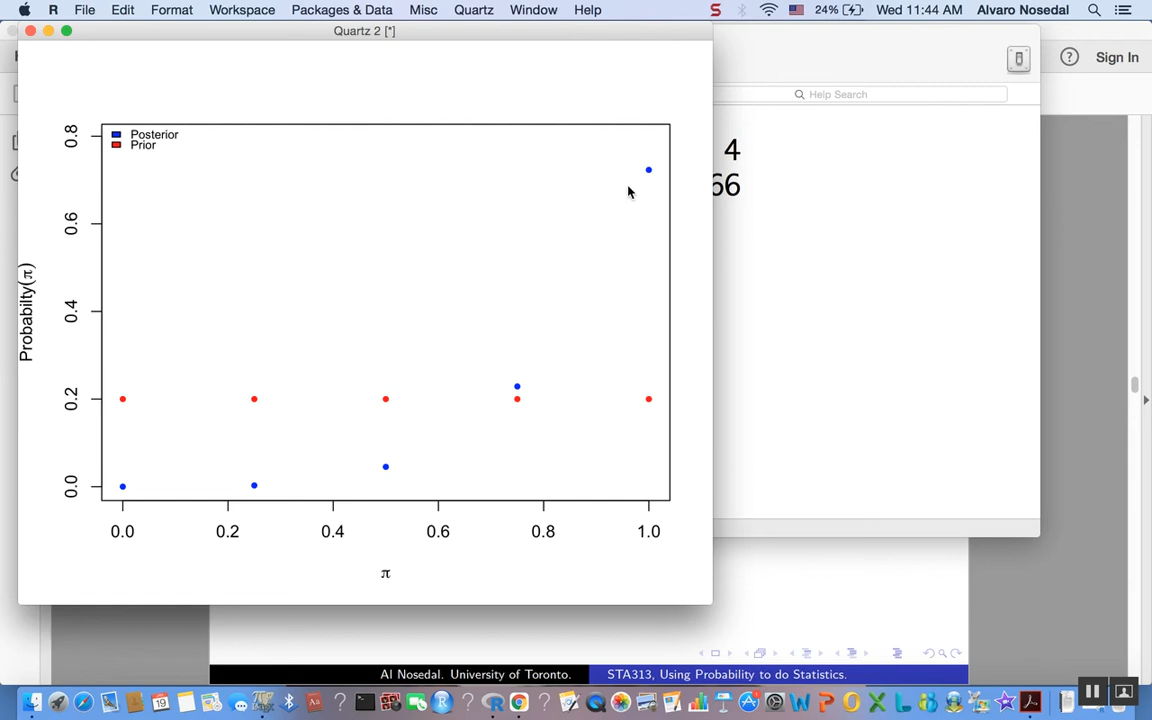 R File Edit Format Workspace Packages & Data Misc Quartz Window Help S 24% Wed 11:44 AM Alvaro Nosedal
Quartz 2 [*]
? Sign In
Help Search
Posterior
Prior
4
66
0.8
0.6
0.4
0.2
0.0
Probabilty(π)
0.0 0.2 0.4 0.6 0.8 1.0
π
Al Nosedal. University of Toronto. STA313, Using Probability to do Statistics.